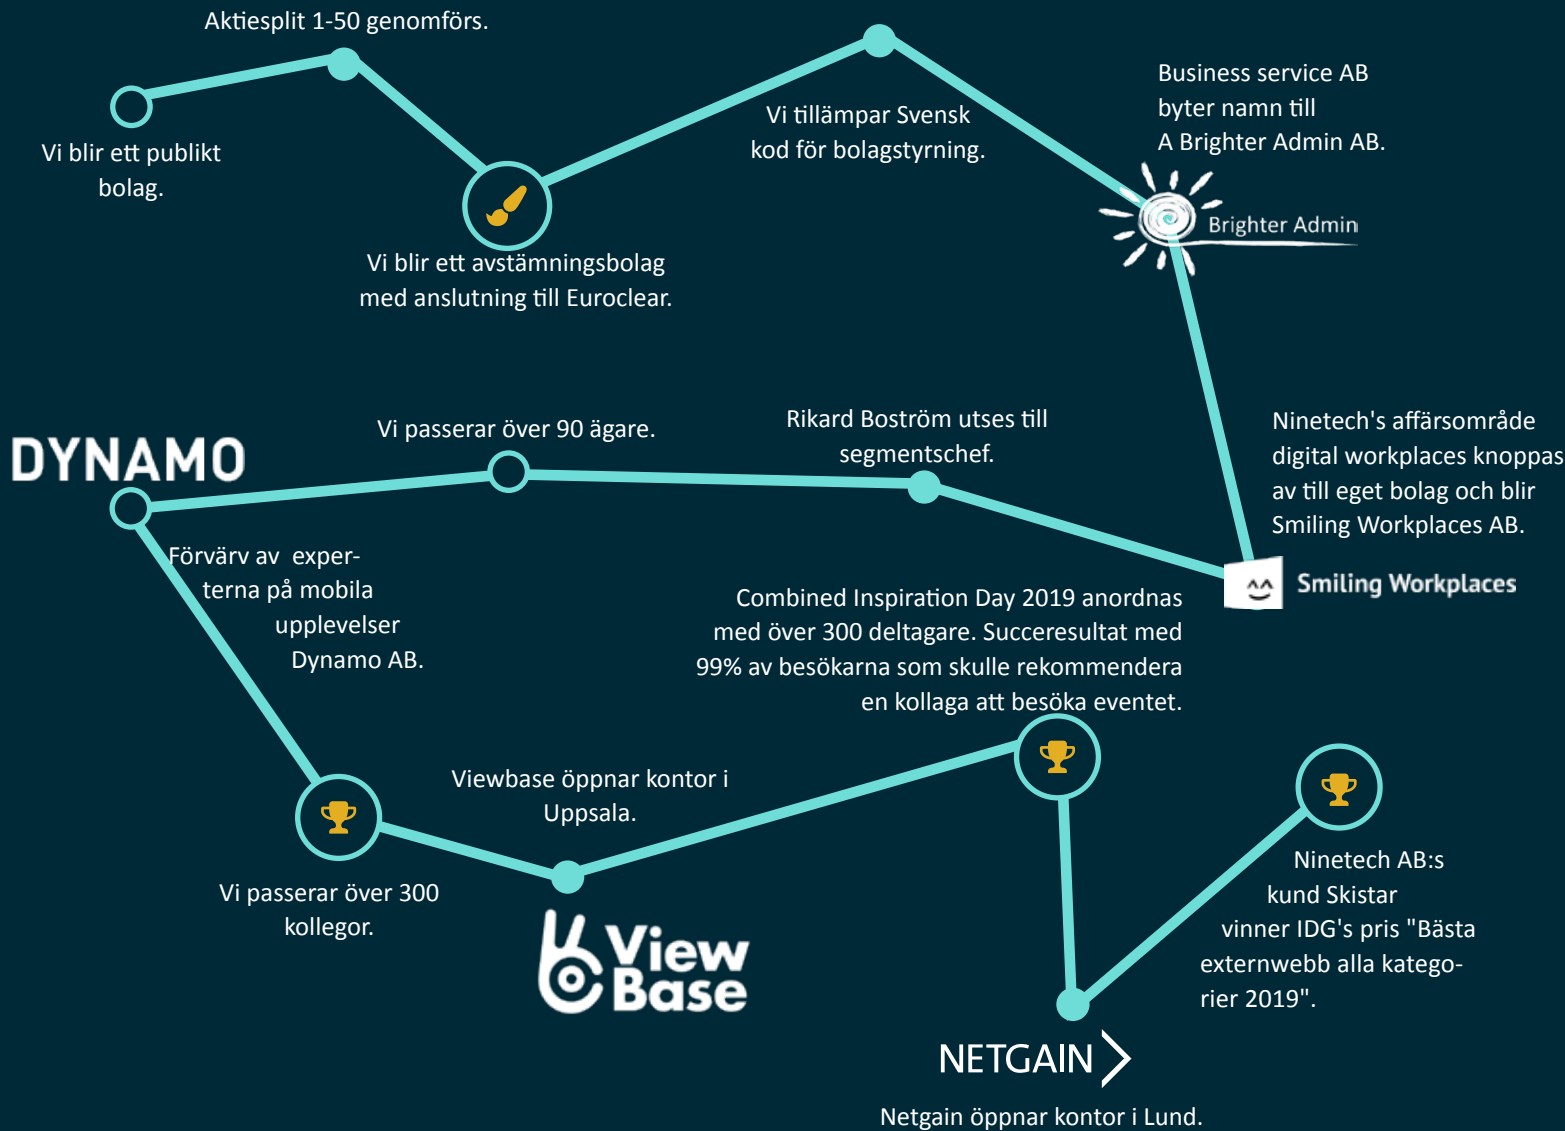 Aktiesplit 1-50 genomförs.
Vi blir ett publikt
bolag.
Vi blir ett avstämningsbolag
med anslutning till Euroclear.
Vi tillämpar Svensk
kod för bolagstyrning.
Business service AB
byter namn till
A Brighter Admin AB.
Brighter Admin
Ninetech's affärsområde
digital workplaces knoppas
av till eget bolag och blir
Smiling Workplaces AB.
Smiling Workplaces
Rikard Boström utses till
segmentschef.
Vi passerar över 90 ägare.
DYNAMO
Förvärv av exper-
terna på mobila
upplevelser
Dynamo AB.
Vi passerar över 300
kollegor.
Viewbase öppnar kontor i
Uppsala.
View
Base
Combined Inspiration Day 2019 anordnas
med över 300 deltagare. Succeresultat med
99% av besökarna som skulle rekommendera
en kollaga att besöka eventet.
NETGAIN
Netgain öppnar kontor i Lund.
Ninetech AB:s
kund Skistar
vinner IDG's pris "Bästa
externwebb alla katego-
rier 2019".